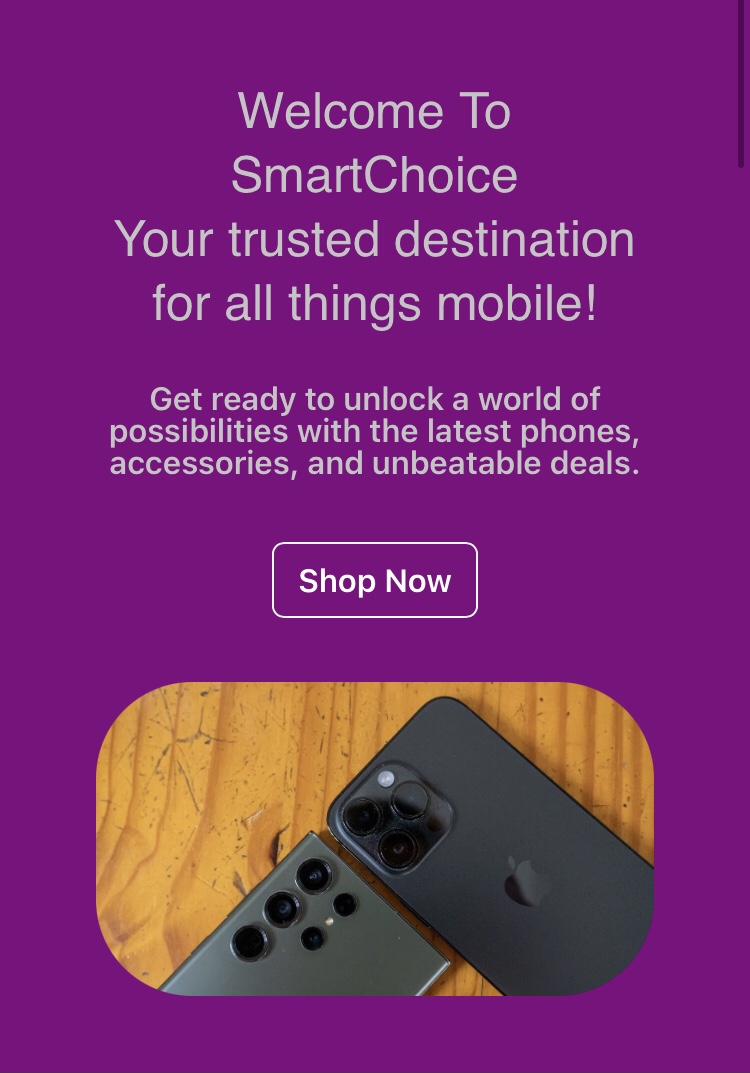 Welcome To
SmartChoice
Your trusted destination
for all things mobile!
Get ready to unlock a world of
possibilities with the latest phones,
accessories, and unbeatable deals.
Shop Now